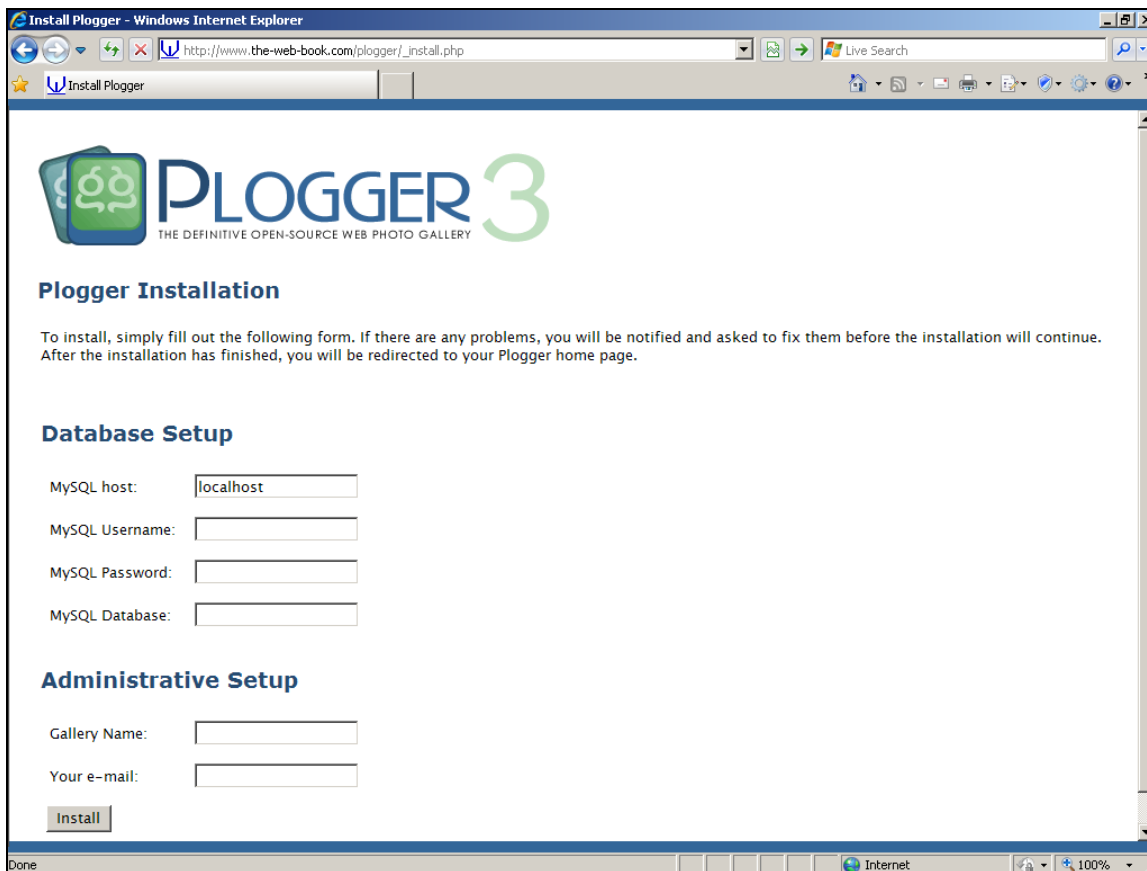 Install Plogger - Windows Internet Explorer
http://www.the-web-book.com/plogger/_install.php
Live Search
Install Plogger
PLOGGER 3
THE DEFINITIVE OPEN-SOURCE WEB PHOTO GALLERY
Plogger Installation
To install, simply fill out the following form. If there are any problems, you will be notified and asked to fix them before the installation will continue.
After the installation has finished, you will be redirected to your Plogger home page.
Database Setup
MySQL host: localhost
MySQL Username:
MySQL Password:
MySQL Database:
Administrative Setup
Gallery Name:
Your e-mail:
Install
Done Internet 100%